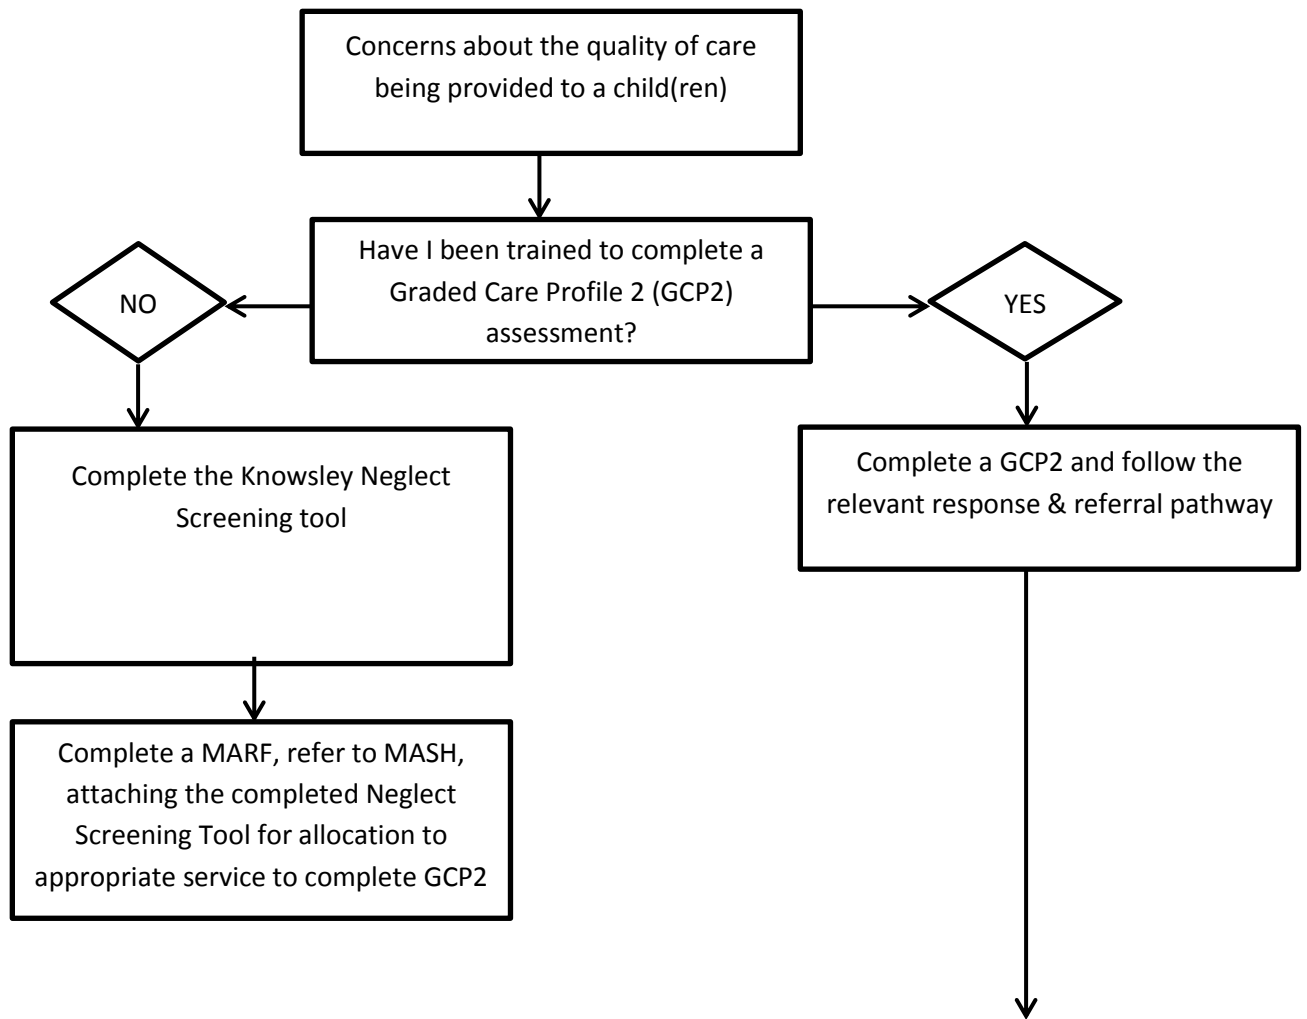 Concerns about the quality of care
being provided to a child(ren)
Have I been trained to complete a
Graded Care Profile 2 (GCP2)
assessment?
NO
YES
Complete the Knowsley Neglect
Screening tool
Complete a GCP2 and follow the
relevant response & referral pathway
Complete a MARF, refer to MASH,
attaching the completed Neglect
Screening Tool for allocation to
appropriate service to complete GCP2